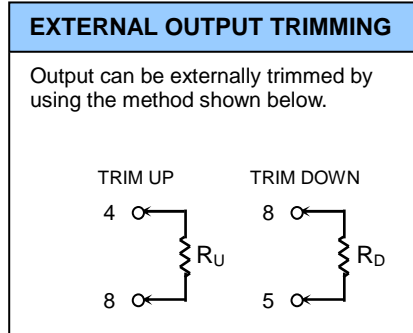 EXTERNAL OUTPUT TRIMMING
Output can be externally trimmed by
using the method shown below.
TRIM UP TRIM DOWN
4 8
RU RD
8 5